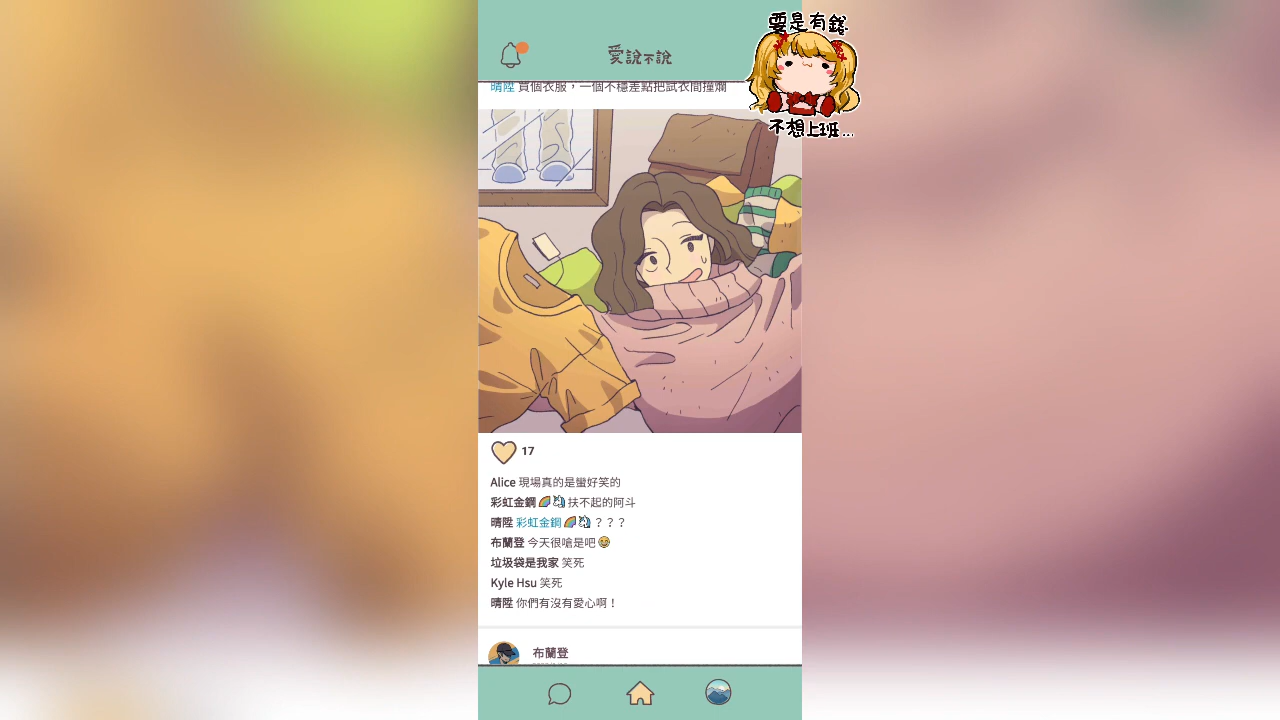 要是有錢
愛說不說
晴陞 買個衣服，一個不穩差點把試衣間撞爛
不想上班...
17
Alice 現場真的是蠻好笑的
彩虹金鋼🌈🦄扶不起的阿斗
晴陞 彩虹金鋼🌈🦄？？？
布蘭登 今天很嗆是吧😆
垃圾袋是我家 笑死
Kyle Hsu 笑死
晴陞 你們有沒有愛心啊！
布蘭登